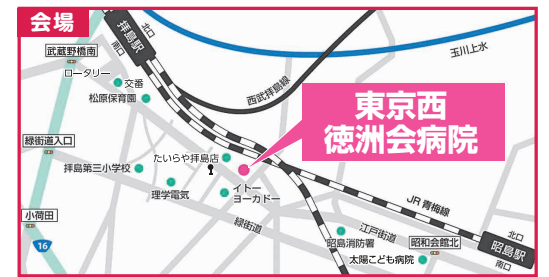 会場
北口
拝島駅
南口
武蔵野橋南
ロータリー
交番
松原保育園
玉川上水
西武拝島線
東京西
徳洲会病院
緑街道入口
拝島第三小学校
たいらや拝島店
理学電気
イトー
ヨーカドー
JR青梅線
小荷田
16
緑街道
江戸街道
昭島消防署
昭和会館北
太陽こども病院
北口
昭島駅
南口